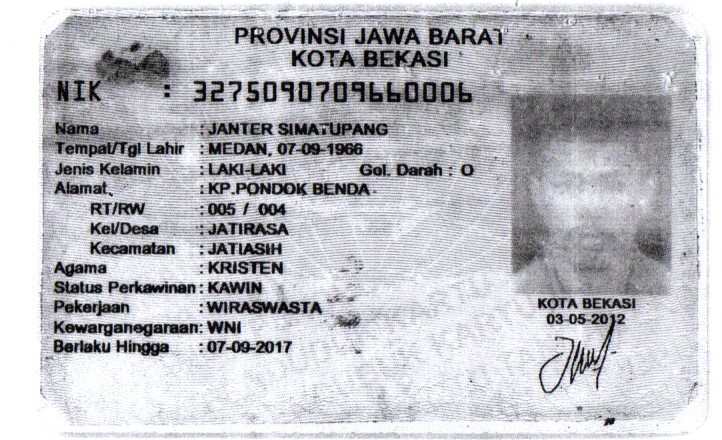 PROVINSI JAWA BARAT
KOTA BEKASI
NIK : 3275090709660006
Nama : JANTER SIMATUPANG
Tempat/Tgl Lahir : MEDAN, 07-09-1966
Jenis Kelamin : LAKI-LAKI Gol. Darah : O
Alamat : KP.PONDOK BENDA
RT/RW : 005 / 004
Kel/Desa : JATIRASA
Kecamatan : JATIASIH
Agama : KRISTEN
Status Perkawinan: KAWIN
Pekerjaan : WIRASWASTA
Kewarganegaraan: WNI
Berlaku Hingga : 07-09-2017
KOTA BEKASI
03-05-2012